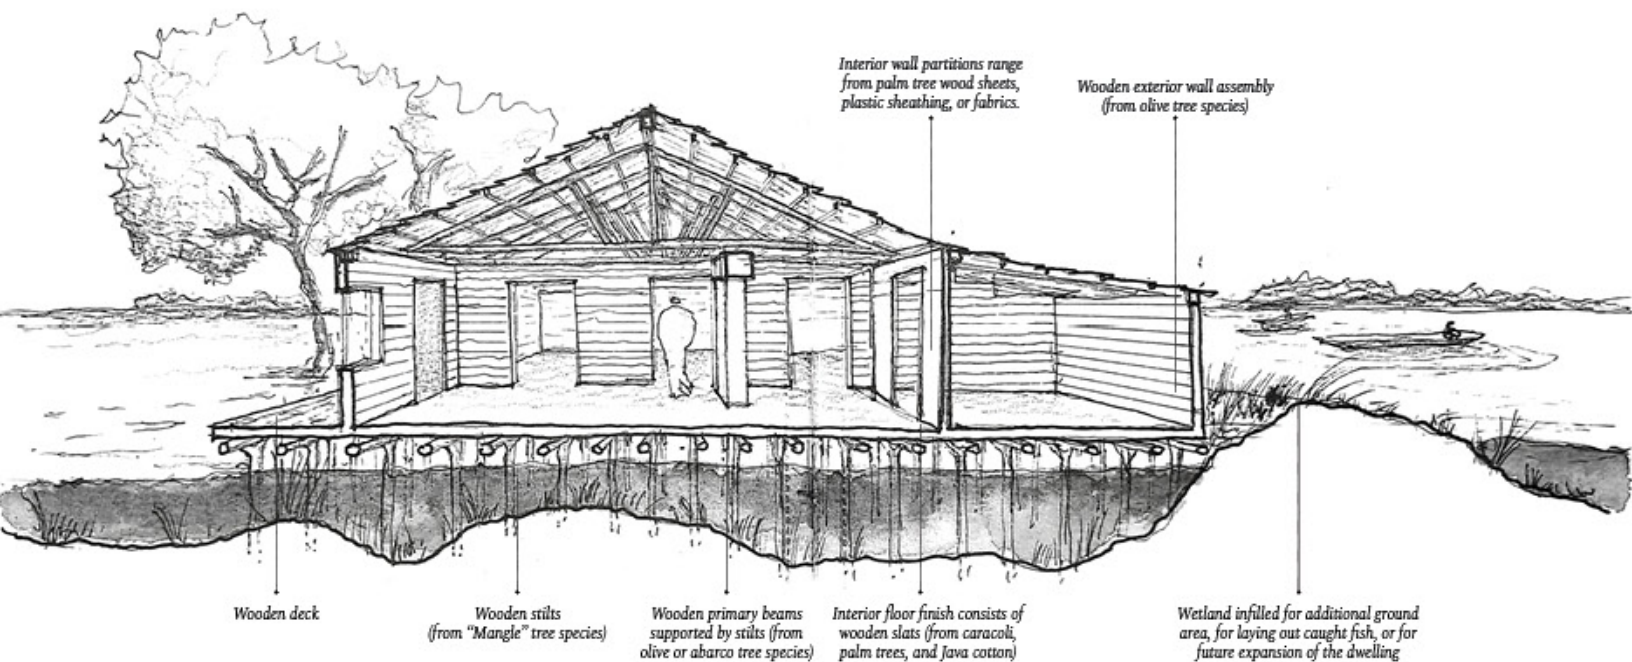 Interior wall partitions range
from palm tree wood sheets,
plastic sheathing, or fabrics.
Wooden exterior wall assembly
(from olive tree species)
Wooden deck
Wooden stilts
(from “Mangle” tree species)
Wooden primary beams
supported by stilts (from
olive or abarco tree species)
Interior floor finish consists of
wooden slats (from caracoli,
palm trees, and Java cotton)
Wetland infilled for additional ground
area, for laying out caught fish, or for
future expansion of the dwelling